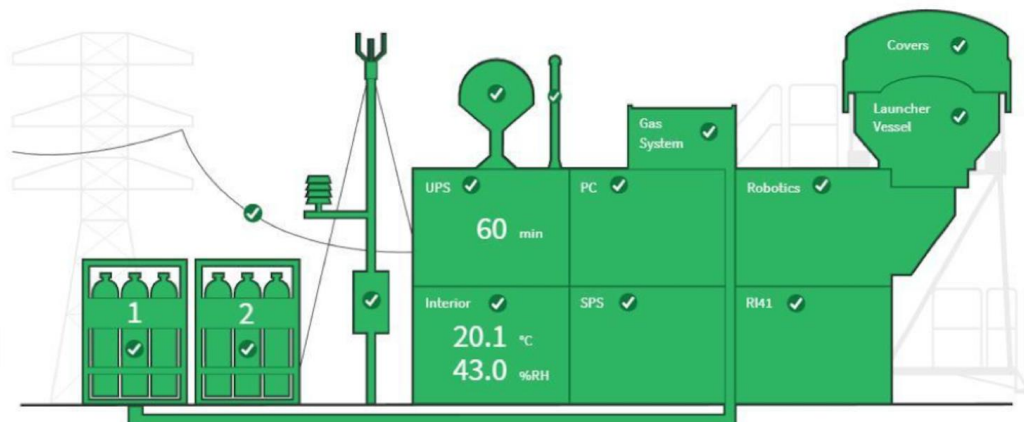 Covers
Launcher
Vessel
Gas
System
UPS
PC
Robotics
60 min
1
2
Interior
SPS
RI41
20.1 °C
43.0 %RH